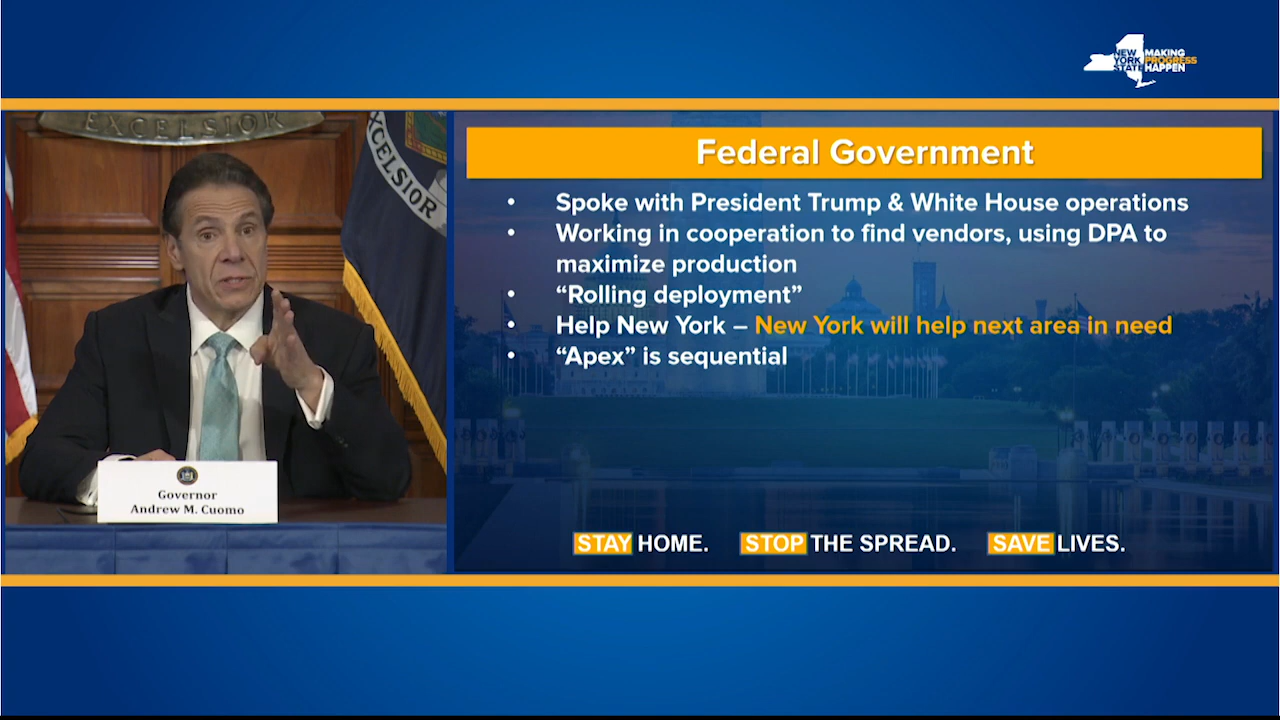 NEW
YORK
STATE
MAKING
PROGRESS
HAPPEN
EXCELSIOR
EXCELSIOR
Federal Government
• Spoke with President Trump & White House operations
• Working in cooperation to find vendors, using DPA to
maximize production
• “Rolling deployment”
• Help New York – New York will help next area in need
• “Apex” is sequential
Governor
Andrew M. Cuomo
STAY HOME. STOP THE SPREAD. SAVE LIVES.